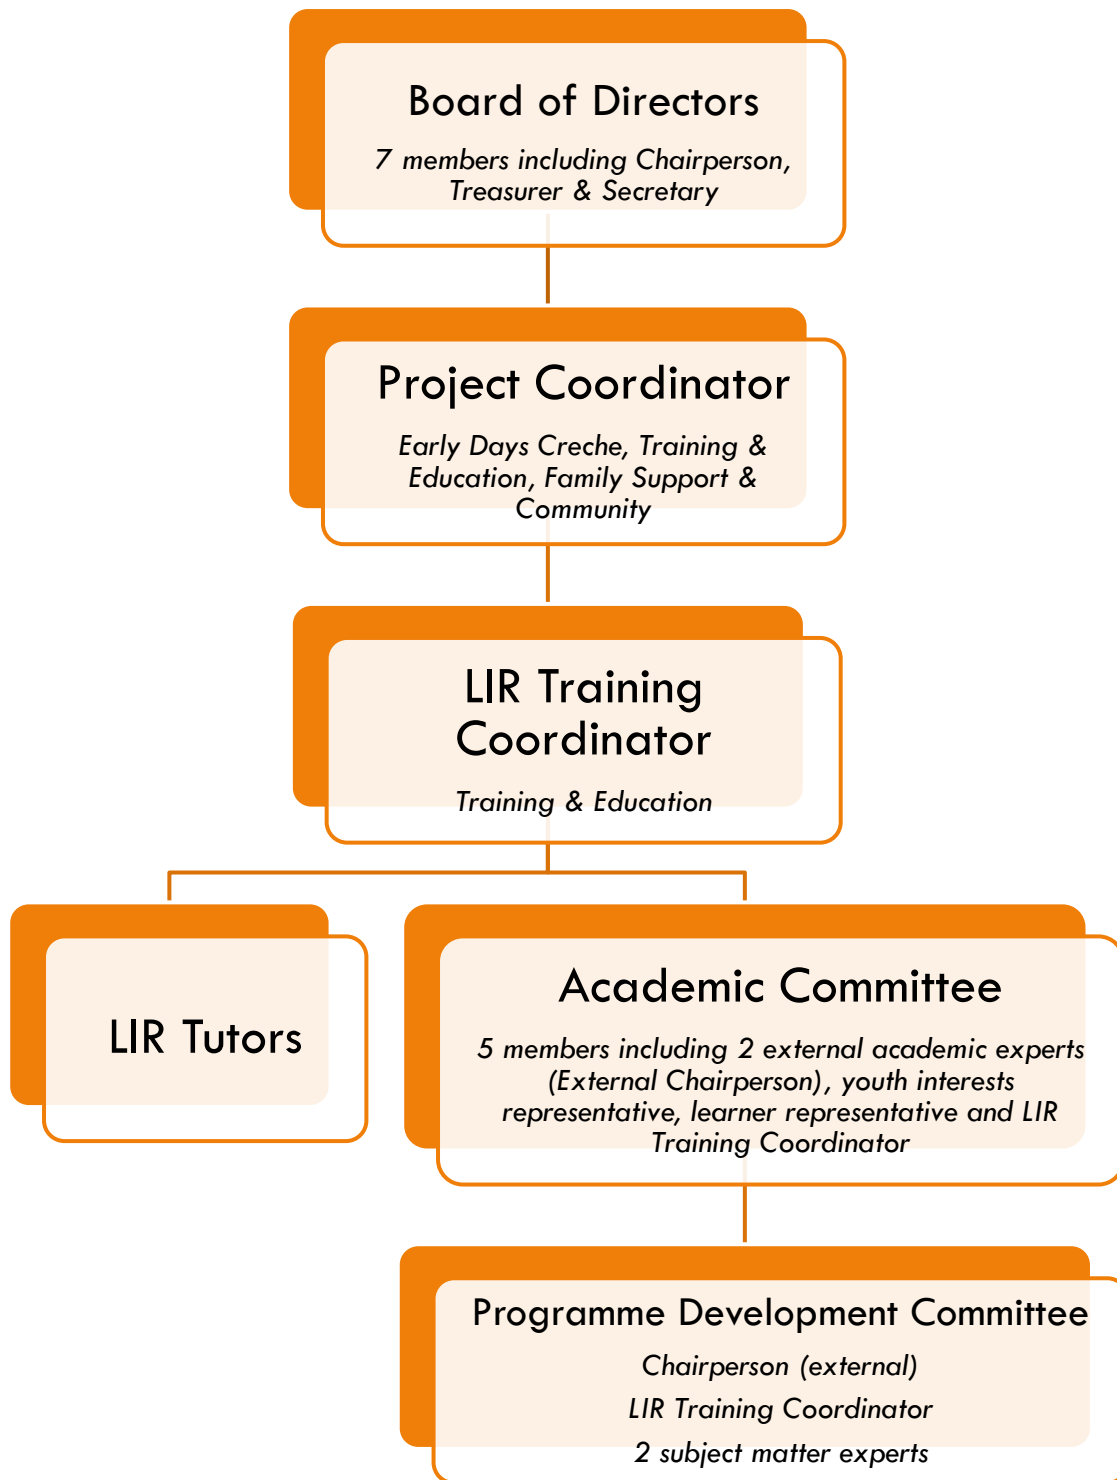 Board of Directors
7 members including Chairperson,
Treasurer & Secretary
Project Coordinator
Early Days Creche, Training &
Education, Family Support &
Community
LIR Training
Coordinator
Training & Education
LIR Tutors
Academic Committee
5 members including 2 external academic experts
(External Chairperson), youth interests
representative, learner representative and LIR
Training Coordinator
Programme Development Committee
Chairperson (external)
LIR Training Coordinator
2 subject matter experts